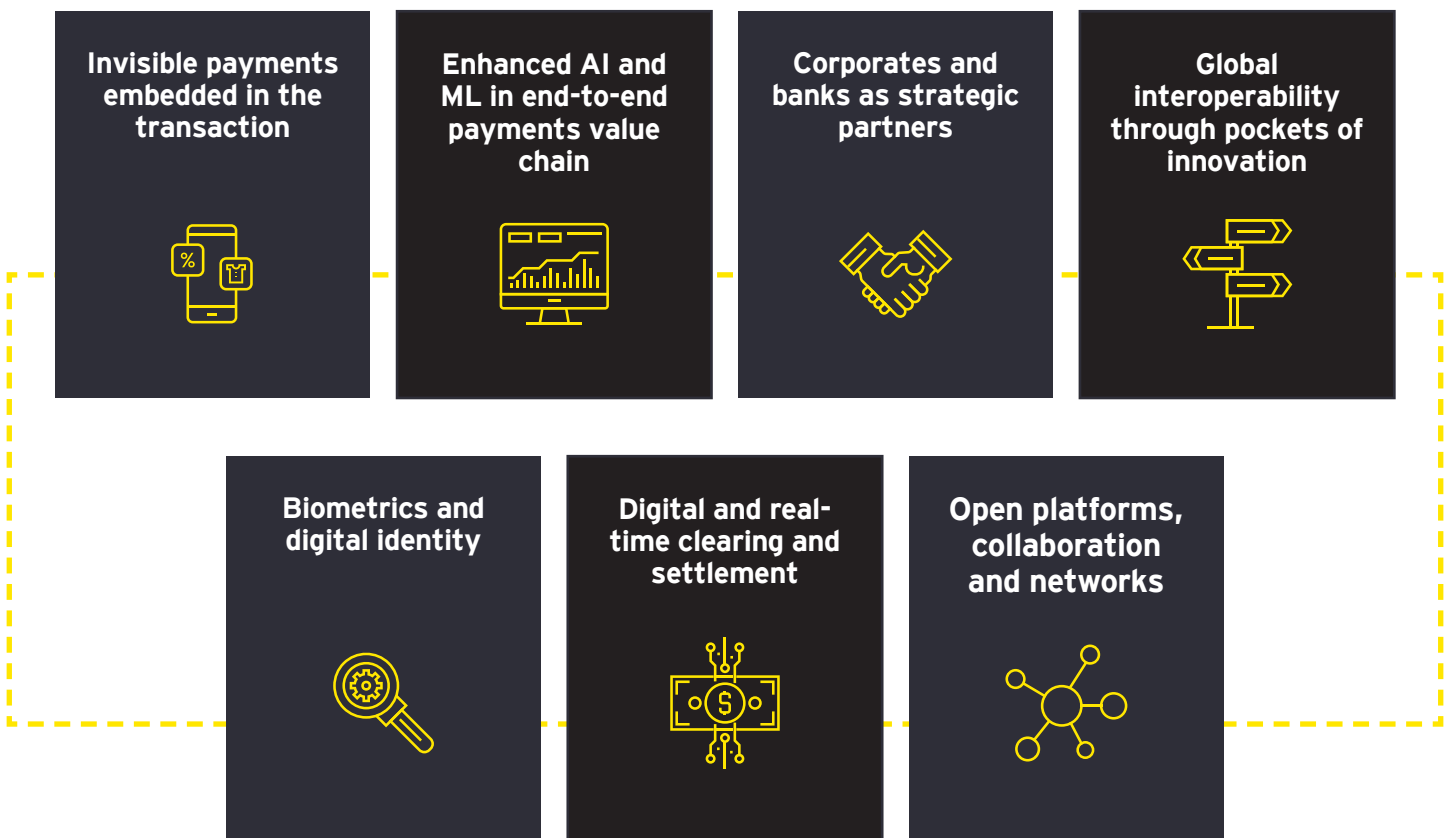 Invisible payments
embedded in the
transaction
Enhanced AI and
ML in end-to-end
payments value
chain
Corporates and
banks as strategic
partners
Global
interoperability
through pockets of
innovation
%
Biometrics and
digital identity
Digital and real-
time clearing and
settlement
$
Open platforms,
collaboration
and networks